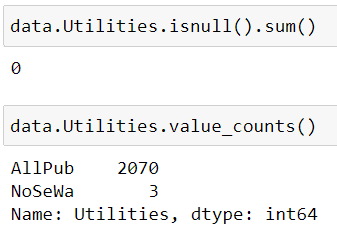 data.Utilities.isnull().sum()
0
data.Utilities.value_counts()
AllPub    2070
NoSeWa       3
Name: Utilities, dtype: int64